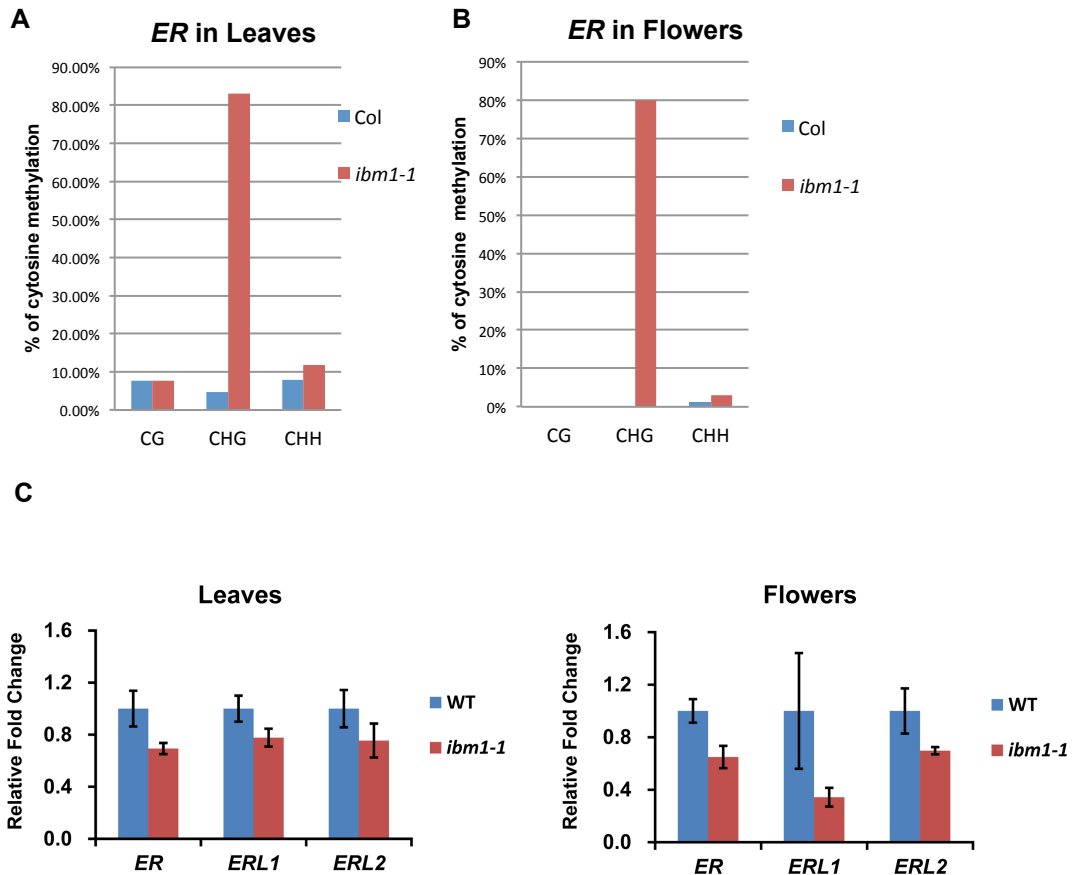 A
ER in Leaves
% of cytosine methylation
90.00%
80.00%
70.00%
60.00%
50.00%
40.00%
30.00%
20.00%
10.00%
0.00%
CG
CHG
CHH
Col
ibm1-1
B
ER in Flowers
% of cytosine methylation
90%
80%
70%
60%
50%
40%
30%
20%
10%
0%
CG
CHG
CHH
Col
ibm1-1
C
Leaves
Relative Fold Change
1.6
1.2
0.8
0.4
0.0
ER
ERL1
ERL2
WT
ibm1-1
Flowers
Relative Fold Change
1.6
1.2
0.8
0.4
0.0
ER
ERL1
ERL2
WT
ibm1-1